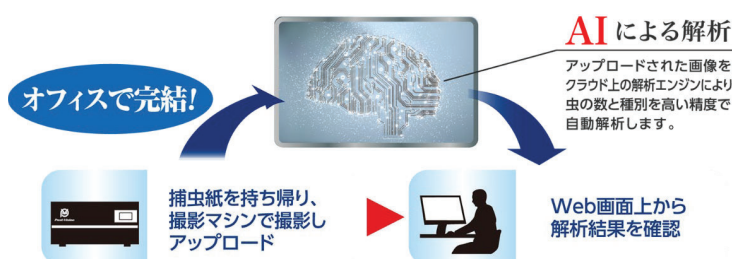 AIによる解析
アップロードされた画像を
クラウド上の解析エンジンにより
虫の数と種別を高い精度で
自動解析します。
オフィスで完結!
捕虫紙を持ち帰り、
撮影マシンで撮影し
アップロード
Web画面上から
解析結果を確認